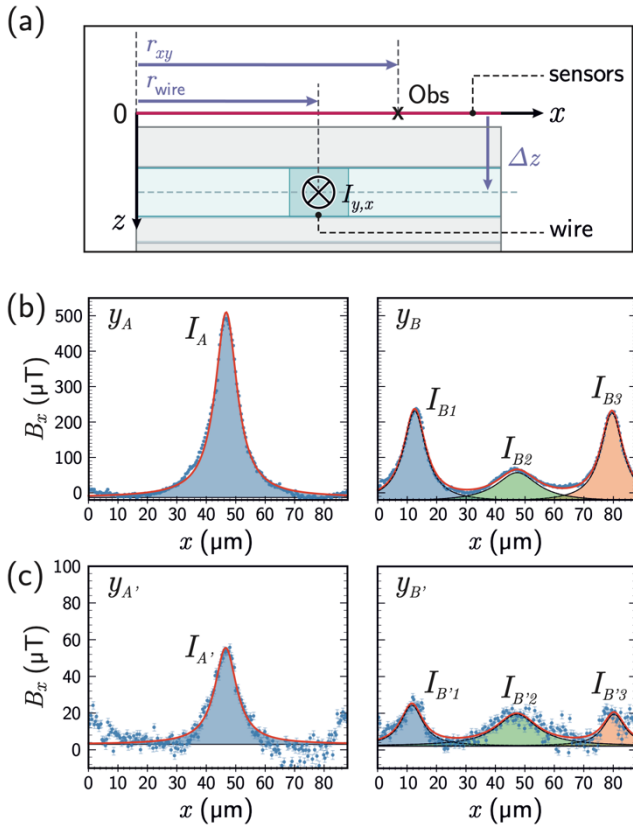 (a)
r_xy
r_wire
Obs
sensors
0
x
Δz
I_y,x
z
wire
(b)
y_A
I_A
y_B
I_B1
I_B2
I_B3
B_x (µT)
500
400
300
200
100
0
0 10 20 30 40 50 60 70 80
x (µm)
0 10 20 30 40 50 60 70 80
x (µm)
(c)
y_A'
I_A'
y_B'
I_B'1
I_B'2
I_B'3
B_x (µT)
100
80
60
40
20
0
0 10 20 30 40 50 60 70 80
x (µm)
0 10 20 30 40 50 60 70 80
x (µm)